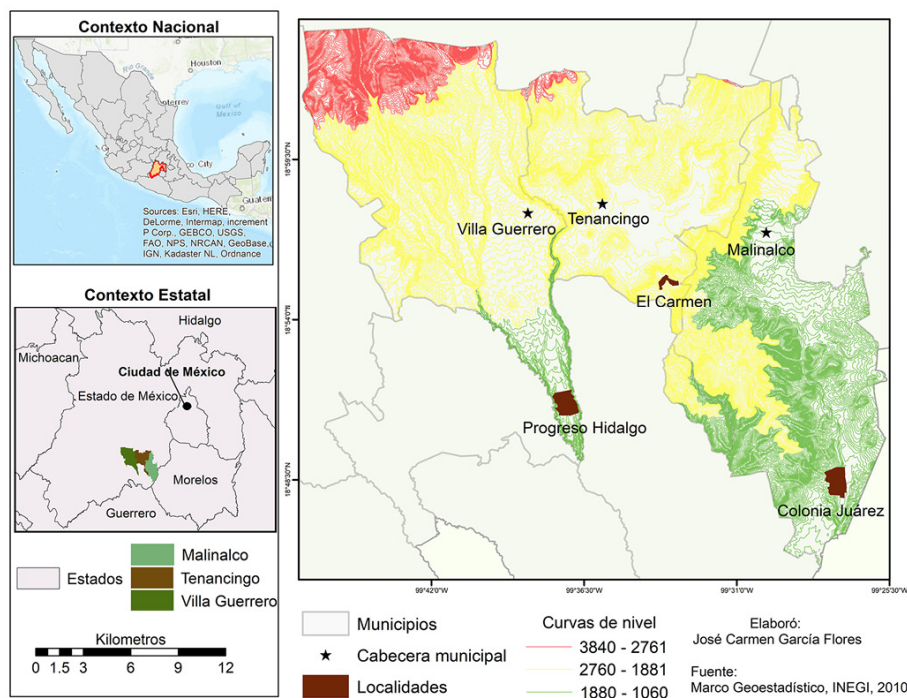 Contexto Nacional
Houston
Rio Grande
onterrey
Gulf of
Mexico
co City
Guatem
Sources: Esri, HERE,
DeLorme, Intermap, increment
P Corp., GEBCO, USGS,
FAO, NPS, NRCAN, GeoBase,
IGN, Kadaster NL, Ordnance
Contexto Estatal
Hidalgo
Michoacan
Ciudad de México
Estado de México
Morelos
Guerrero
Estados
Malinalco
Tenancingo
Villa Guerrero
Kilometros
0 1.5 3 6 9 12
18°59'30"N
18°54'0"N
18°48'30"N
Villa Guerrero
Tenancingo
Malinalco
El Carmen
Progreso Hidalgo
Colonia Juárez
99°42'0"W
99°36'30"W
99°31'0"W
99°25'30"W
Municipios
Cabecera municipal
Localidades
Curvas de nivel
3840 - 2761
2760 - 1881
1880 - 1060
Elaboró:
José Carmen García Flores
Fuente:
Marco Geoestadístico, INEGI, 2010